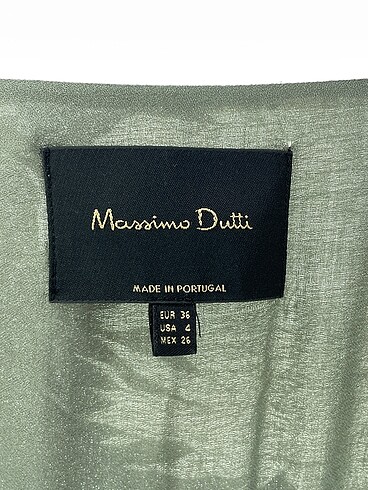 Massimo Dutti
MADE IN PORTUGAL
EUR 36
USA 4
MEX 26